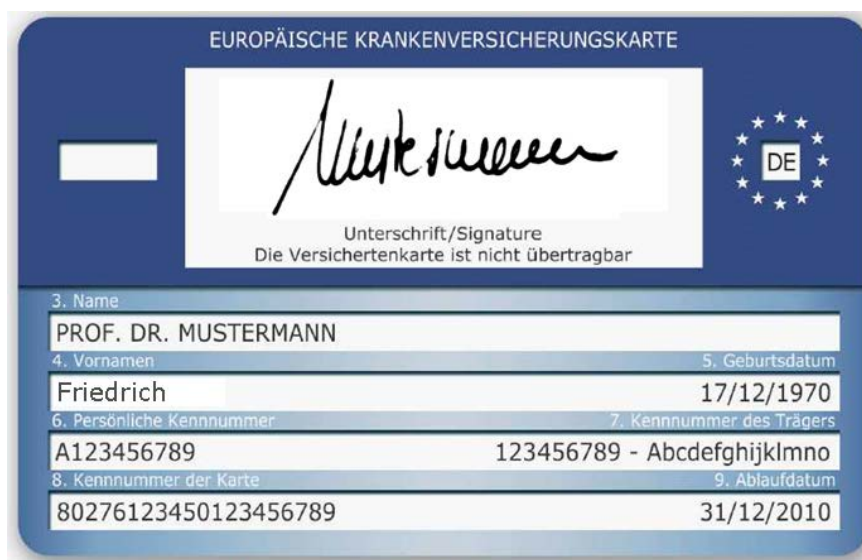 EUROPÄISCHE KRANKENVERSICHERUNGSKARTE
Mustermann
DE
Unterschrift/Signature
Die Versichertenkarte ist nicht übertragbar
3. Name
PROF. DR. MUSTERMANN
4. Vornamen 5. Geburtsdatum
Friedrich 17/12/1970
6. Persönliche Kennnummer 7. Kennnummer des Trägers
A123456789 123456789 - Abcdefghijklmno
8. Kennnummer der Karte 9. Ablaufdatum
80276123450123456789 31/12/2010